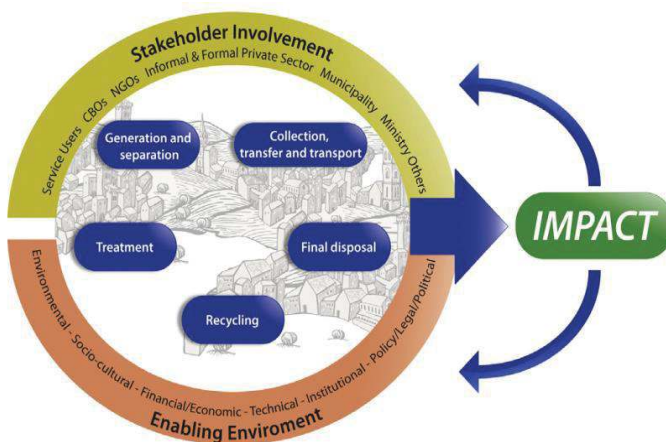 Stakeholder Involvement
Service Users CBOs NGOs Informal & Formal Private Sector Municipality Ministry Others
Generation and
separation
Collection,
transfer and transport
Treatment
Final disposal
Recycling
IMPACT
Environmental - Socio-cultural - Financial/Economic - Technical - Institutional - Policy/Legal/Political
Enabling Enviroment